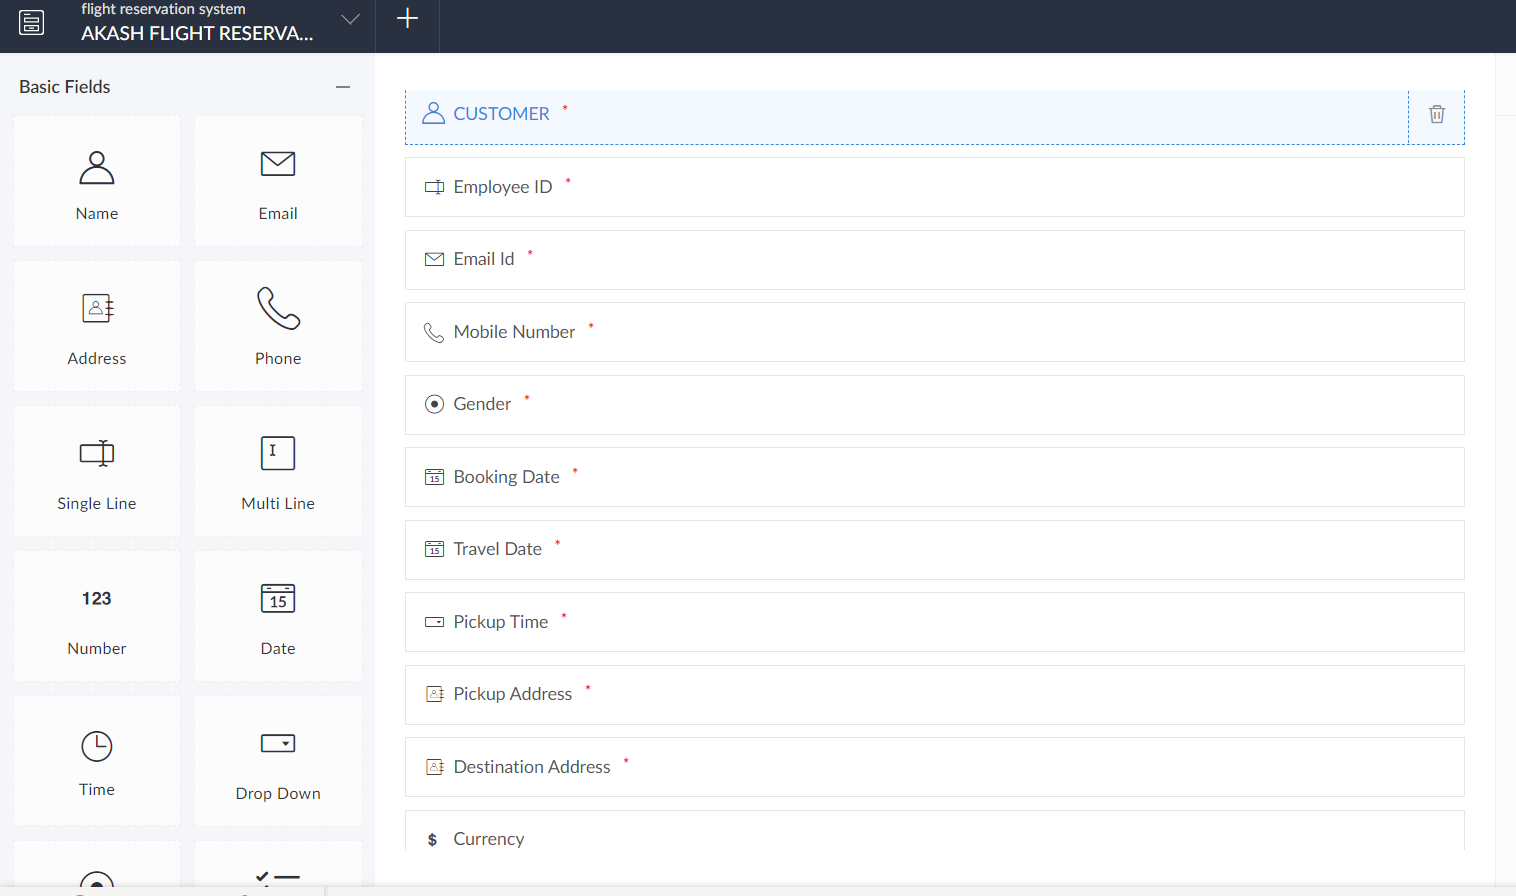 flight reservation system
AKASH FLIGHT RESERVA...
Basic Fields
Name
Email
Address
Phone
Single Line
Multi Line
123
Number
15
Date
Time
Drop Down
CUSTOMER *
Employee ID *
Email Id *
Mobile Number *
Gender *
15 Booking Date *
15 Travel Date *
Pickup Time *
Pickup Address *
Destination Address *
$ Currency